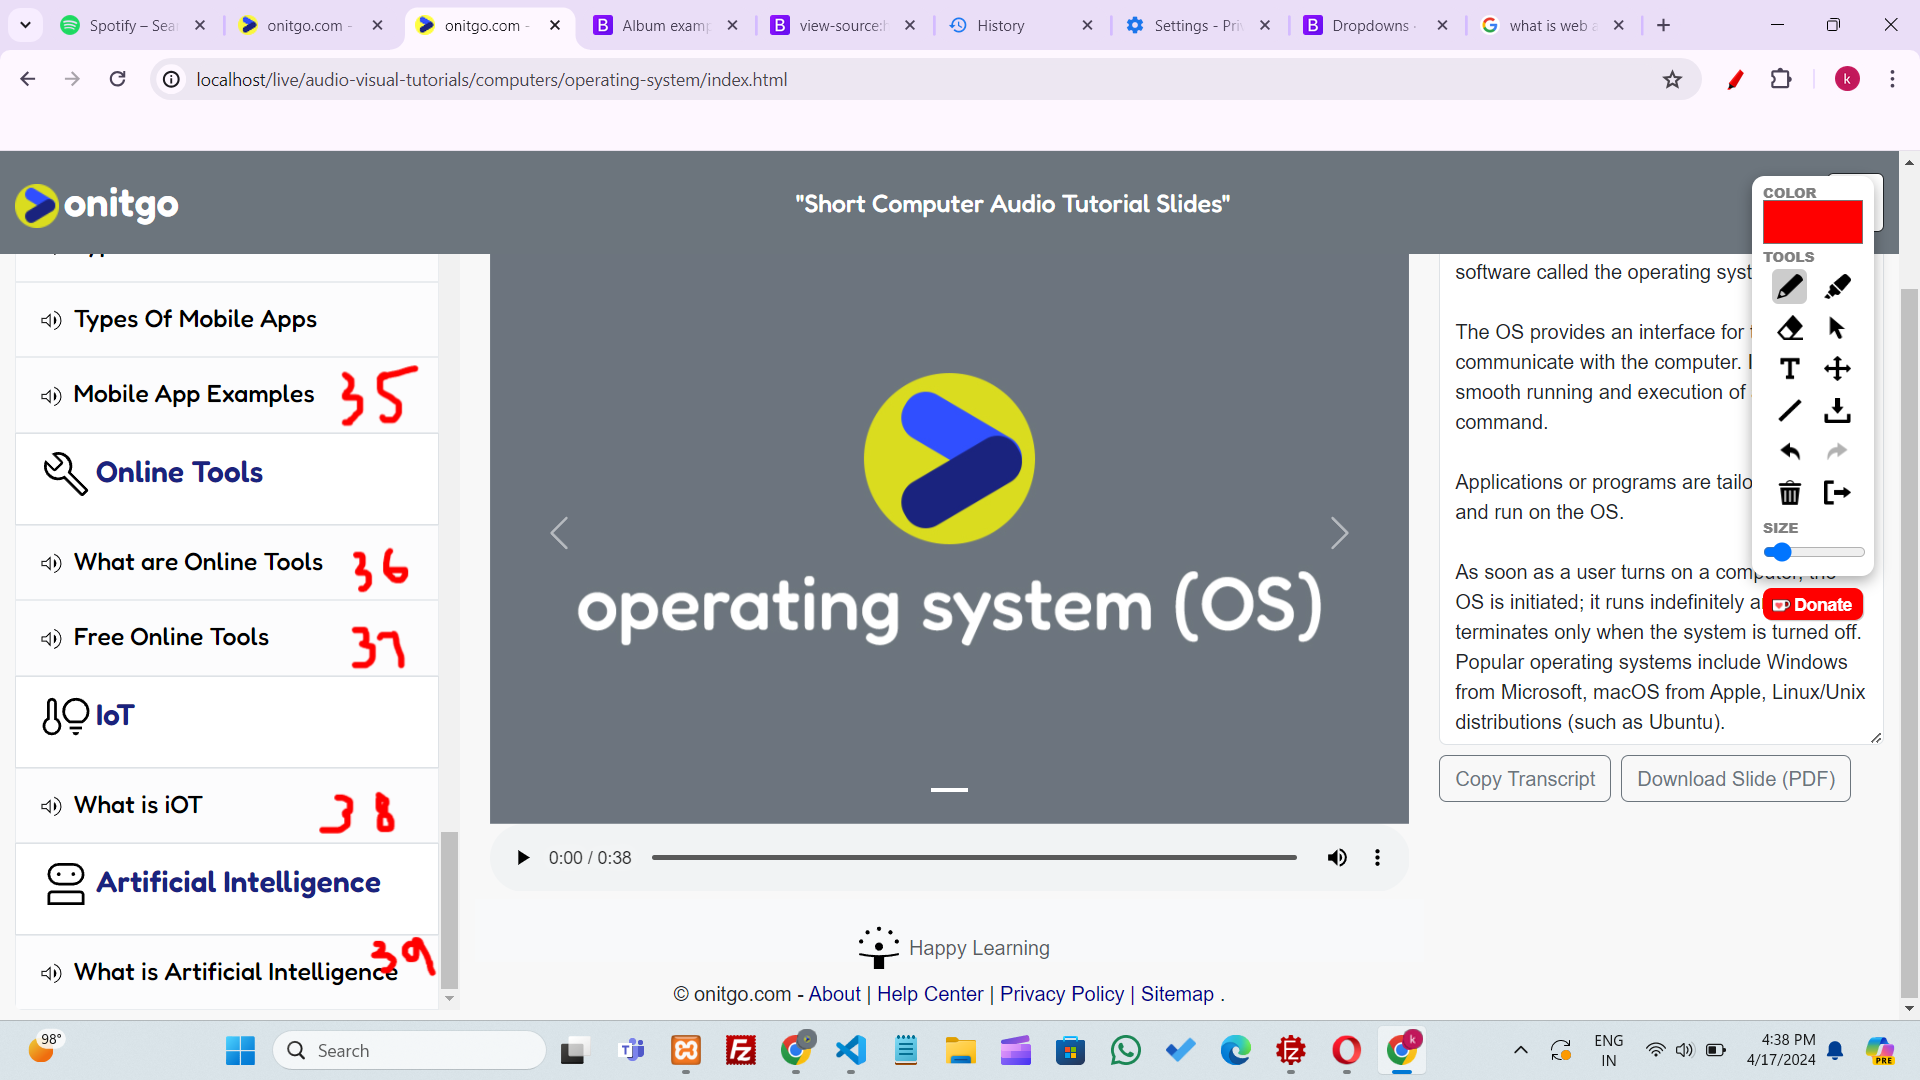 Spotify – Sear
onitgo.com -
onitgo.com -
Album examp
view-source:h
History
Settings - Pri
Dropdowns ·
what is web a
localhost/live/audio-visual-tutorials/computers/operating-system/index.html
k
onitgo
"Short Computer Audio Tutorial Slides"
Types Of Mobile Apps
Mobile App Examples 35
Online Tools
What are Online Tools 36
Free Online Tools 37
IoT
What is iOT 38
Artificial Intelligence
What is Artificial Intelligence 39
operating system (OS)
0:00 / 0:38
software called the operating syst
The OS provides an interface for
communicate with the computer.
smooth running and execution of
command.
Applications or programs are tailo
and run on the OS.
As soon as a user turns on a computer, the
OS is initiated; it runs indefinitely a
terminates only when the system is turned off.
Popular operating systems include Windows
from Microsoft, macOS from Apple, Linux/Unix
distributions (such as Ubuntu).
Copy Transcript
Download Slide (PDF)
COLOR
TOOLS
T
SIZE
Donate
Happy Learning
© onitgo.com - About | Help Center | Privacy Policy | Sitemap .
98°
Search
ENG
IN
4:38 PM
4/17/2024
PRE